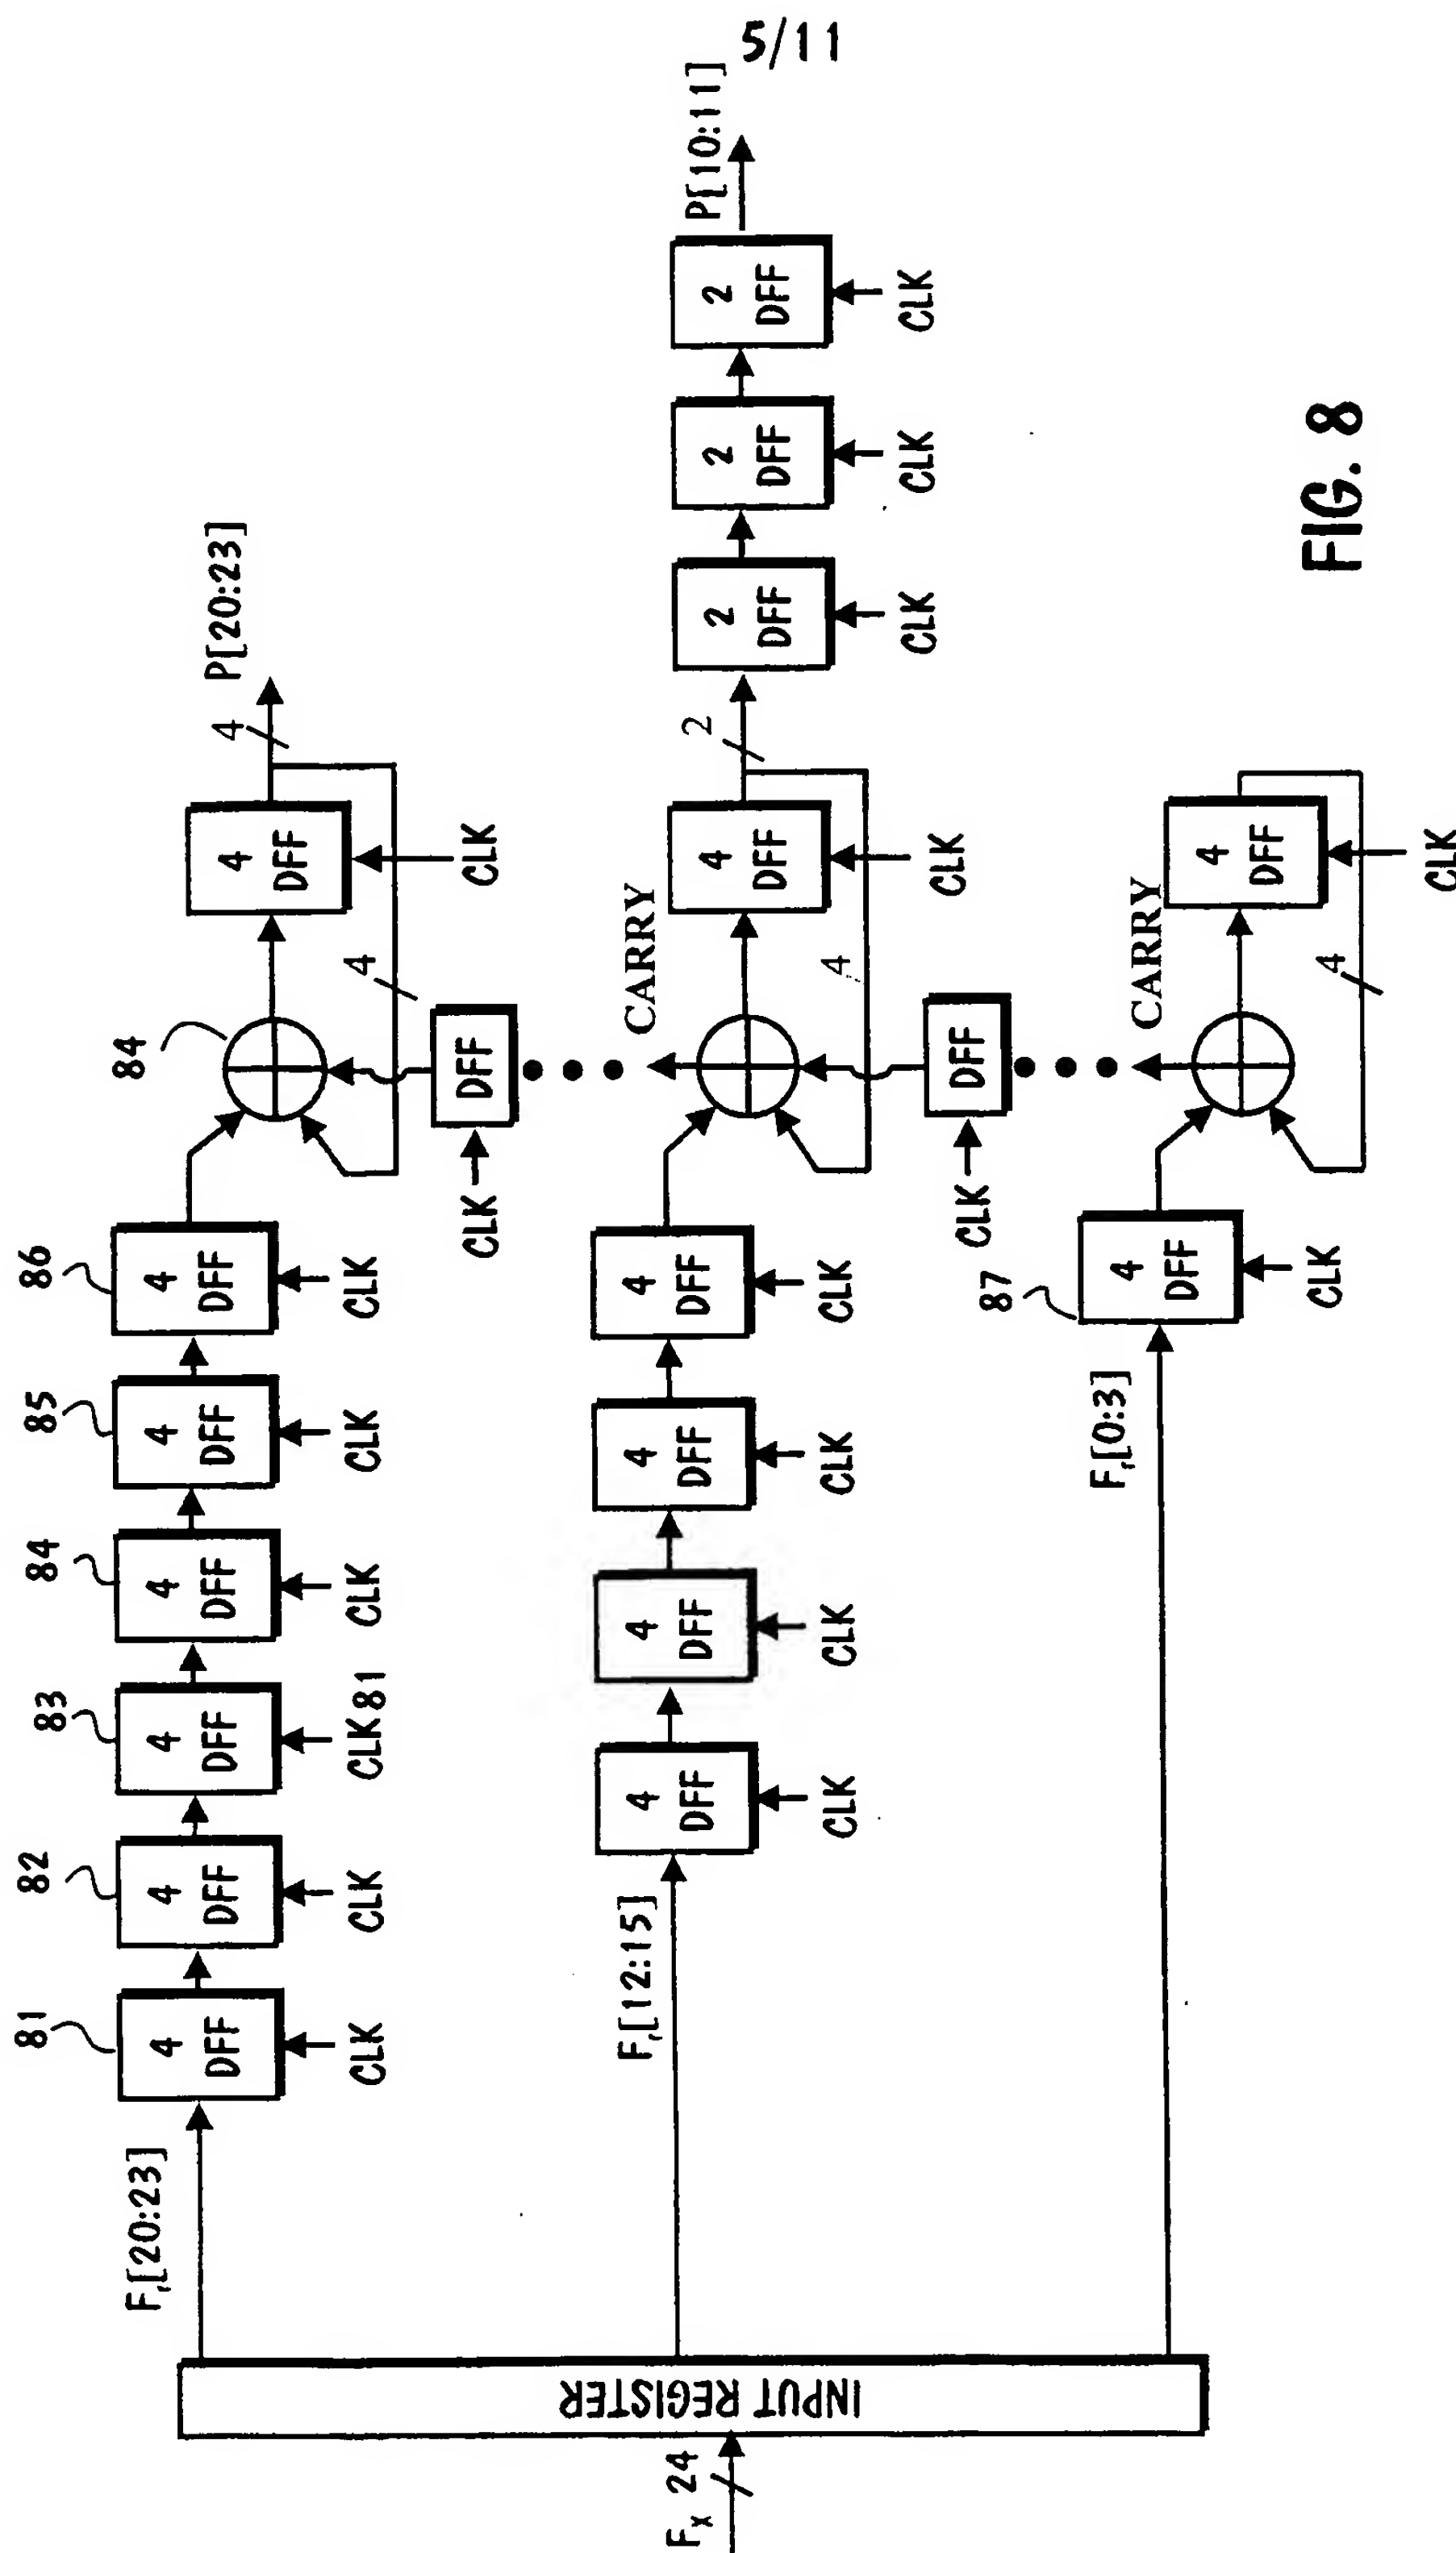 5/11
F_x 24
INPUT REGISTER
F_r[20:23]
81
4
DFF
CLK
82
4
DFF
CLK
83
4
DFF
CLK 81
84
4
DFF
CLK
85
4
DFF
CLK
86
4
DFF
CLK
84
4
4
DFF
CLK
4
P[20:23]
DFF
CLK
F_r[12:15]
4
DFF
CLK
4
DFF
CLK
4
DFF
CLK
4
DFF
CLK
CARRY
4
4
DFF
CLK
2
2
DFF
CLK
2
DFF
CLK
2
DFF
CLK
P[10:11]
DFF
CLK
F_r[0:3]
87
4
DFF
CLK
CARRY
4
4
DFF
CLK
FIG. 8